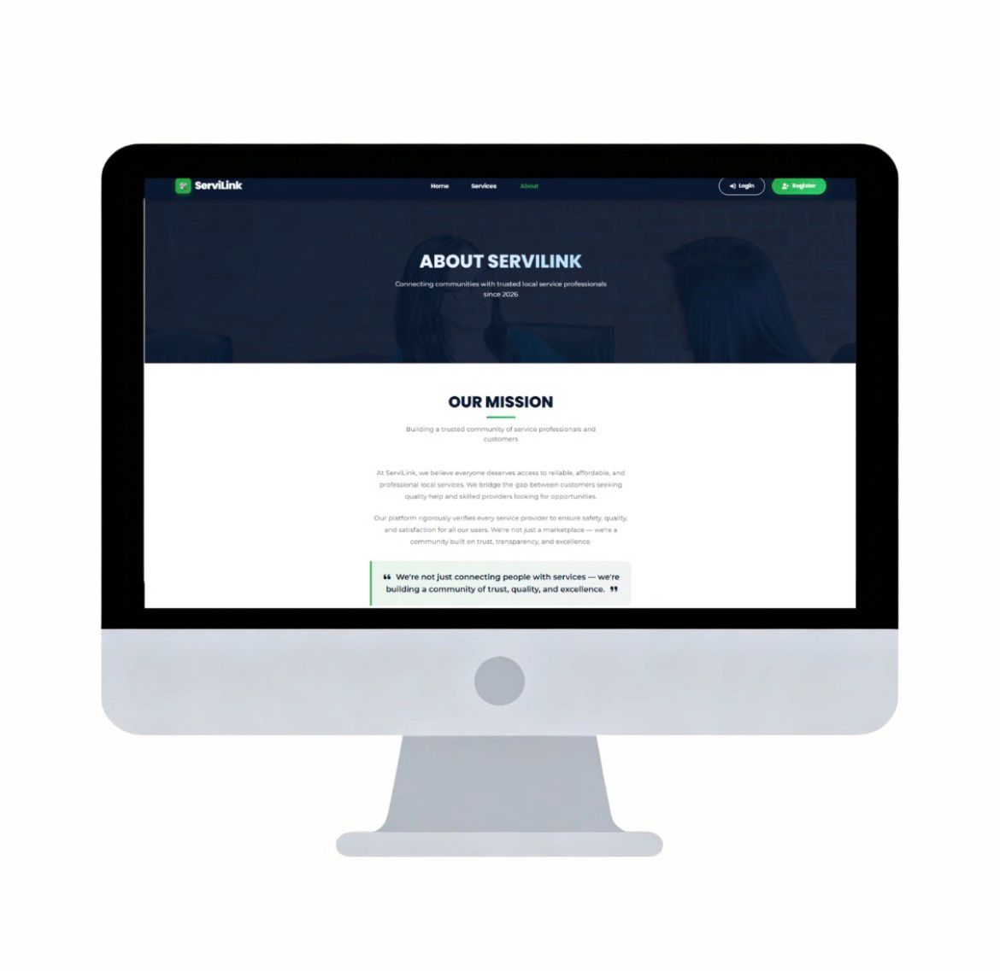 ServiLink
Home Services About
Login Register
ABOUT SERVILINK
Connecting communities with trusted local service professionals
since 2026
OUR MISSION
Building a trusted community of service professionals and
customers
At ServiLink, we believe everyone deserves access to reliable, affordable, and
professional local services. We bridge the gap between customers seeking
quality help and skilled providers looking for opportunities.
Our platform rigorously verifies every service provider to ensure safety, quality,
and satisfaction for all our users. We're not just a marketplace — we're a
community built on trust, transparency, and excellence.
❝ We're not just connecting people with services — we're
building a community of trust, quality, and excellence. ❞